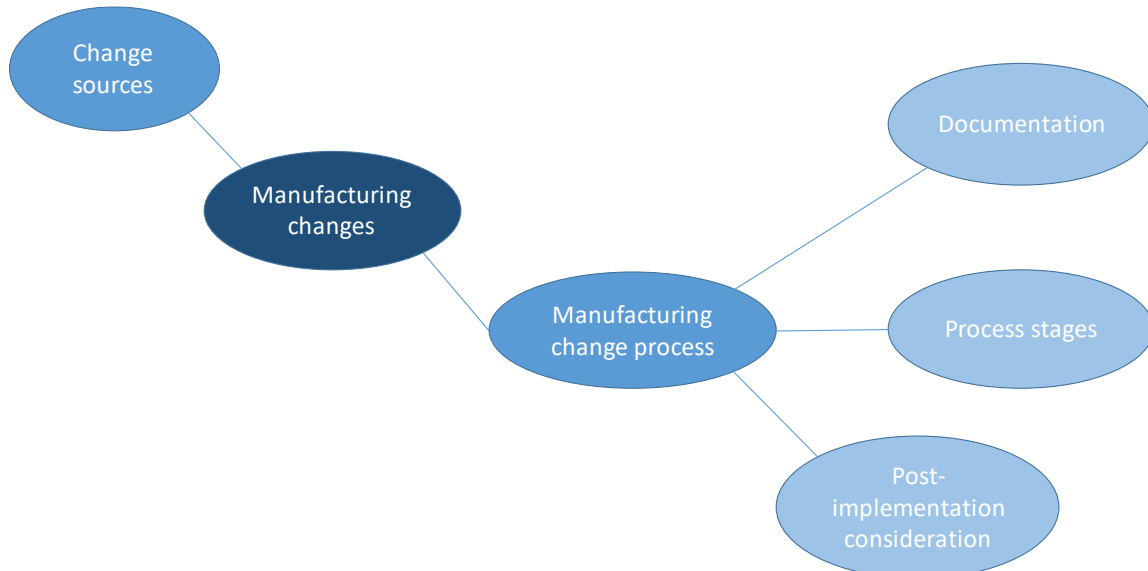 Change
sources
Manufacturing
changes
Manufacturing
change process
Documentation
Process stages
Post-
implementation
consideration